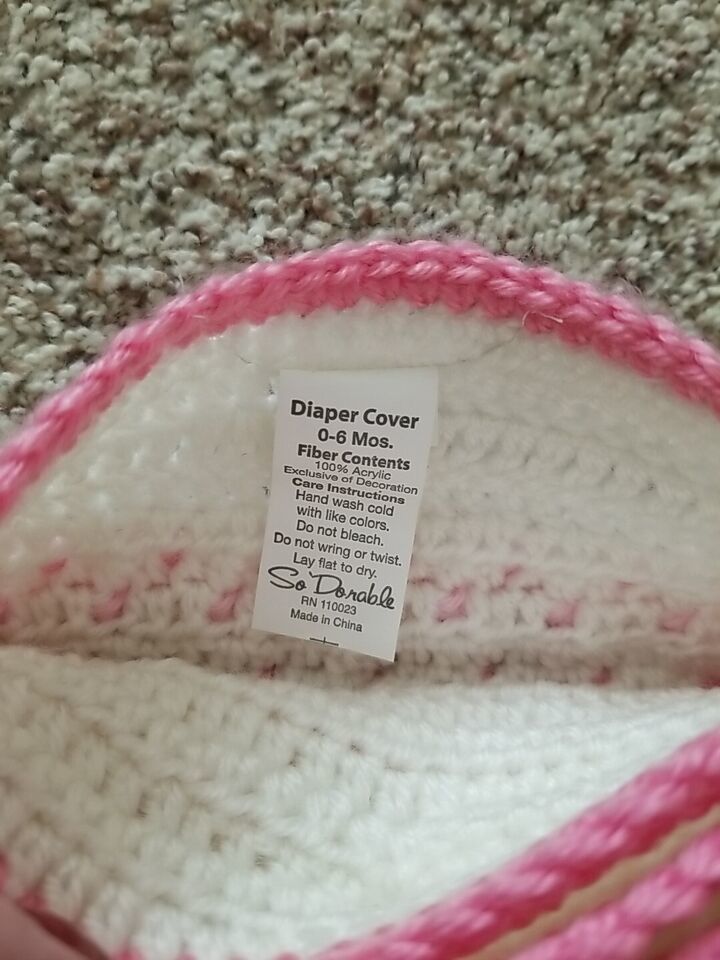 Diaper Cover
0-6 Mos.
Fiber Contents
100% Acrylic
Exclusive of Decoration
Care Instructions
Hand wash cold
with like colors.
Do not bleach.
Do not wring or twist.
Lay flat to dry.
So 'Dorable
RN 110023
Made in China